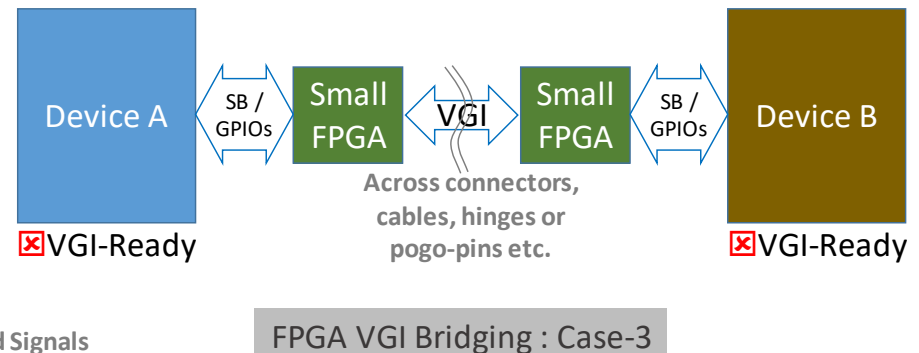 Device A
SB /
GPIOs
Small
FPGA
VGI
Small
FPGA
SB /
GPIOs
Device B
Across connectors,
cables, hinges or
pogo-pins etc.
VGI-Ready
VGI-Ready
d Signals
FPGA VGI Bridging : Case-3